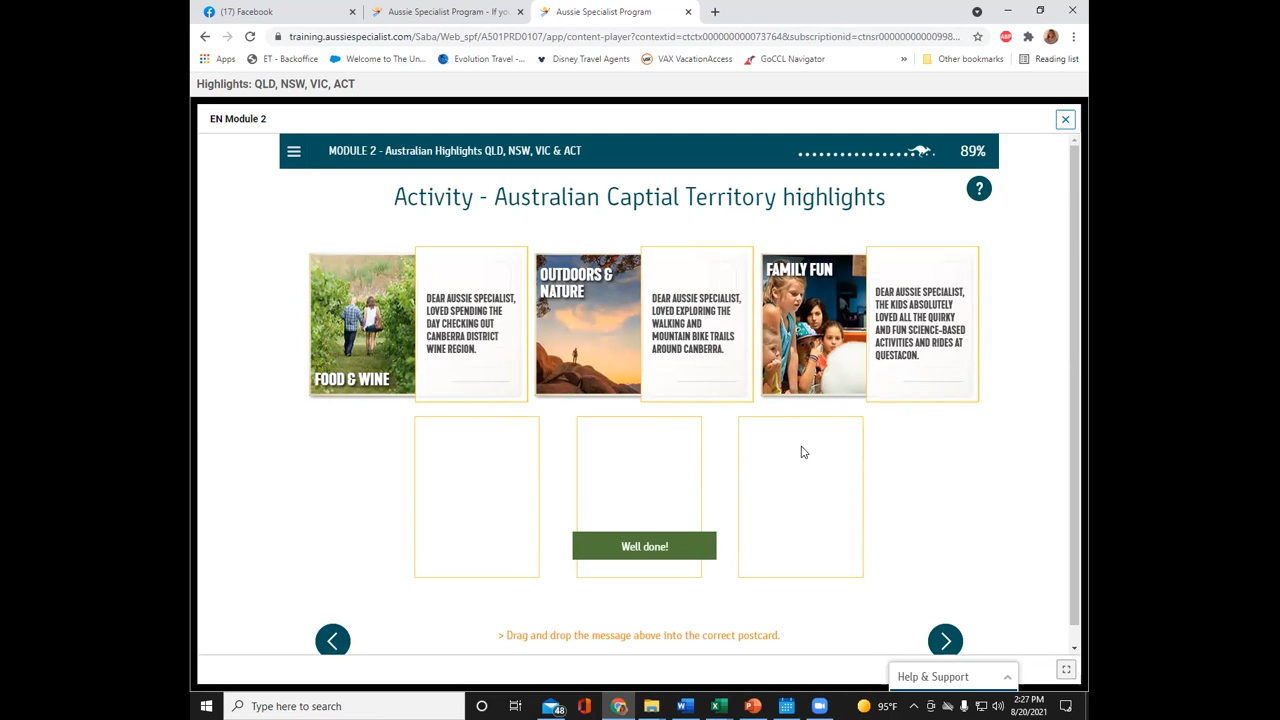 (17) Facebook
Aussie Specialist Program - If yo
Aussie Specialist Program
training.aussiespecialist.com/Saba/Web_spf/A501PRD0107/app/content-player?contextid=ctctx000000000073764&subscriptionid=ctnsr00000000000998...
Apps
ET - Backoffice
Welcome to The Un...
Evolution Travel -...
Disney Travel Agents
VAX VacationAccess
GoCCL Navigator
»
Other bookmarks
Reading list
Highlights: QLD, NSW, VIC, ACT
EN Module 2
MODULE 2 - Australian Highlights QLD, NSW, VIC & ACT
89%
Activity - Australian Captial Territory highlights
?
FOOD & WINE
DEAR AUSSIE SPECIALIST,
LOVED SPENDING THE
DAY CHECKING OUT
CANBERRA DISTRICT
WINE REGION.
OUTDOORS &
NATURE
DEAR AUSSIE SPECIALIST,
LOVED EXPLORING THE
WALKING AND
MOUNTAIN BIKE TRAILS
AROUND CANBERRA.
FAMILY FUN
DEAR AUSSIE SPECIALIST,
THE KIDS ABSOLUTELY
LOVED ALL THE QUIRKY
AND FUN SCIENCE-BASED
ACTIVITIES AND RIDES AT
QUESTACON.
Well done!
> Drag and drop the message above into the correct postcard.
Help & Support
Type here to search
48
95°F
2:27 PM
8/20/2021